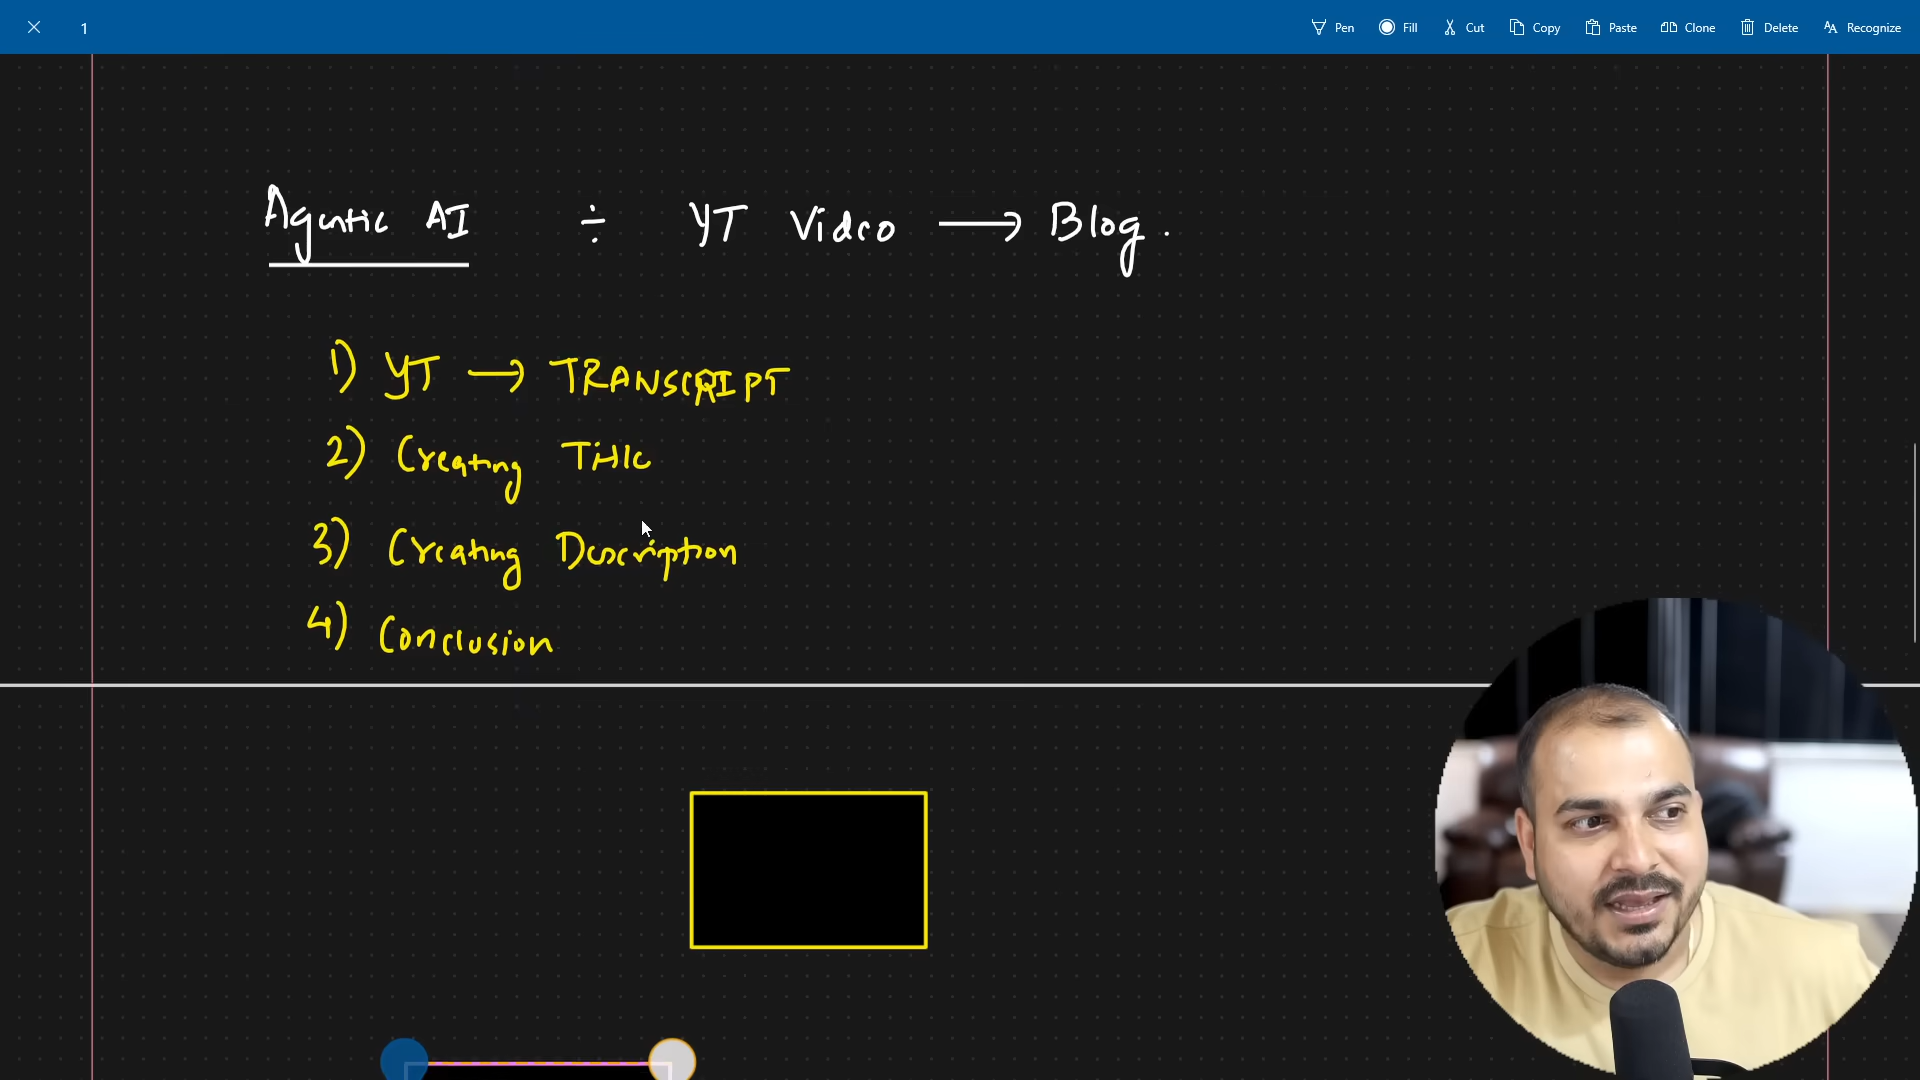 1 Pen Fill Cut Copy Paste Clone Delete Recognize
Agentic AI ÷ YT Video → Blog.
1) YT → TRANSCRIPT
2) Creating Title
3) Creating Description
4) Conclusion